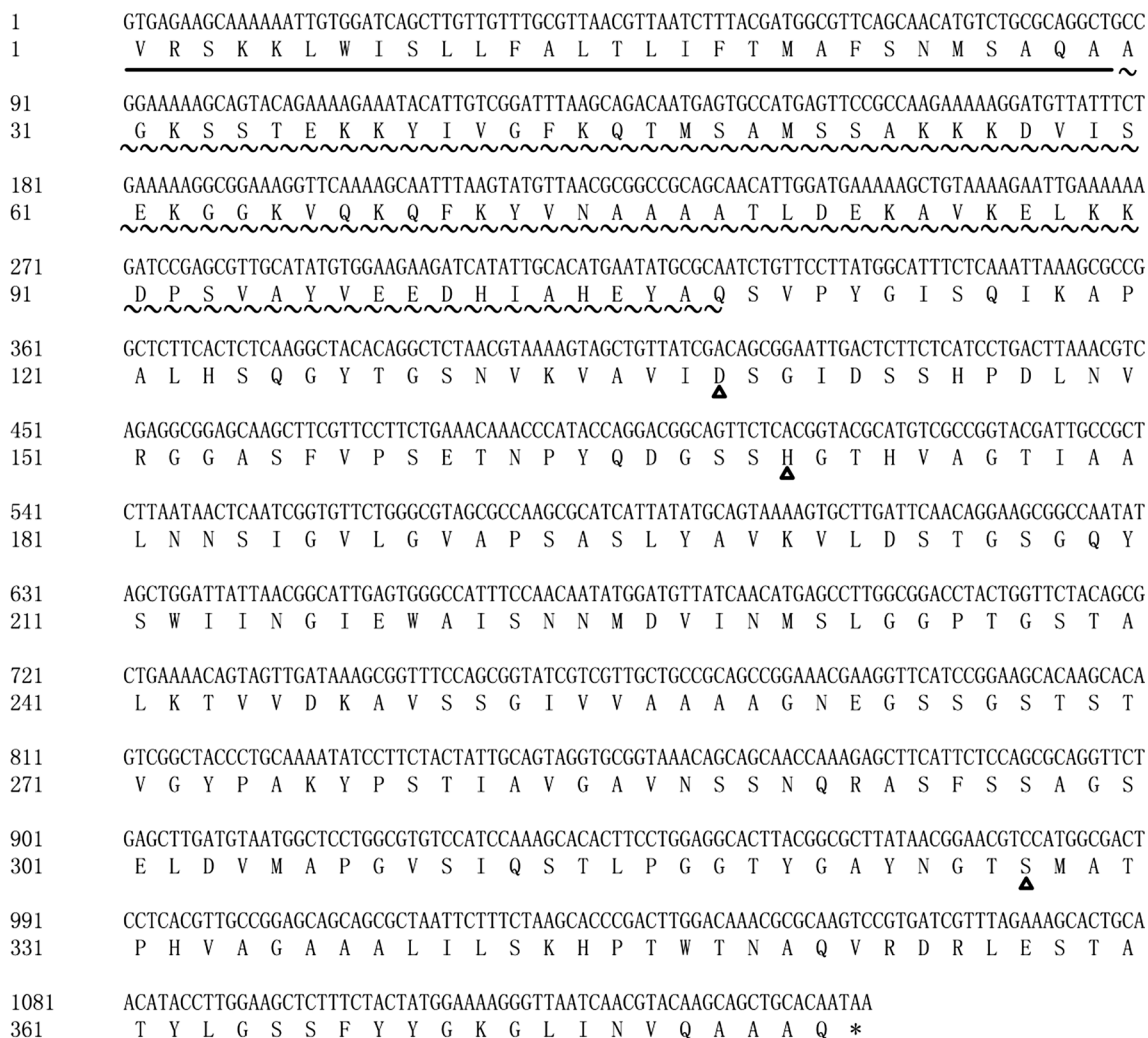 1 GTGAGAAGCAAAAAATTGTGGATCAGCTTGTTGTTTGCGTTAACGTTAATCTTTACGATGGCGTTCAGCAACATGTCTGCGCAGGCTGCC
1 V R S K K L W I S L L F A L T L I F T M A F S N M S A Q A A
91 GGAAAAAGCAGTACAGAAAAGAAATACATTGTCGGATTTAAGCAGACAATGAGTGCCATGAGTTCCGCCAAGAAAAAGGATGTTATTTCT
31 G K S S T E K K Y I V G F K Q T M S A M S S A K K K D V I S
181 GAAAAAGGCGGAAAGGTTCAAAAGCAATTTAAGTATGTTAACGCGGCCGCAGCAACATTGGATGAAAAAGCTGTAAAAGAATTGAAAAAA
61 E K G G K V Q K Q F K Y V N A A A A T L D E K A V K E L K K
271 GATCCGAGCGTTGCATATGTGGAAGAAGATCATATTGCACATGAATATGCGCAATCTGTTCCTTATGGCATTTCTCAAATTAAAGCGCCG
91 D P S V A Y V E E D H I A H E Y A Q S V P Y G I S Q I K A P
361 GCTCTTCACTCTCAAGGCTACACAGGCTCTAACGTAAAAGTAGCTGTTATCGACAGCGGAATTGACTCTTCTCATCCTGACTTAAACGTC
121 A L H S Q G Y T G S N V K V A V I D S G I D S S H P D L N V
451 AGAGGCGGAGCAAGCTTCGTTCCTTCTGAAACAAACCCATACCAGGACGGCAGTTCTCACGGTACGCATGTCGCCGGTACGATTGCCGCT
151 R G G A S F V P S E T N P Y Q D G S S H G T H V A G T I A A
541 CTTAATAACTCAATCGGTGTTCTGGGCGTAGCGCCAAGCGCATCATTATATGCAGTAAAAGTGCTTGATTCAACAGGAAGCGGCCAATAT
181 L N N S I G V L G V A P S A S L Y A V K V L D S T G S G Q Y
631 AGCTGGATTATTAACGGCATTGAGTGGGCCATTTCCAACAATATGGATGTTATCAACATGAGCCTTGGCGGACCTACTGGTTCTACAGCG
211 S W I I N G I E W A I S N N M D V I N M S L G G P T G S T A
721 CTGAAAACAGTAGTTGATAAAGCGGTTTCCAGCGGTATCGTCGTTGCTGCCGCAGCCGGAAACGAAGGTTCATCCGGAAGCACAAGCACA
241 L K T V V D K A V S S G I V V A A A A G N E G S S G S T S T
811 GTCGGCTACCCTGCAAAATATCCTTCTACTATTGCAGTAGGTGCGGTAAACAGCAGCAACCAAAGAGCTTCATTCTCCAGCGCAGGTTCT
271 V G Y P A K Y P S T I A V G A V N S S N Q R A S F S S A G S
901 GAGCTTGATGTAATGGCTCCTGGCGTGTCCATCCAAAGCACACTTCCTGGAGGCACTTACGGCGCTTATAACGGAACGTCCATGGCGACT
301 E L D V M A P G V S I Q S T L P G G T Y G A Y N G T S M A T
991 CCTCACGTTGCCGGAGCAGCAGCGCTAATTCTTTCTAAGCACCCGACTTGGACAAACGCGCAAGTCCGTGATCGTTTAGAAAGCACTGCA
331 P H V A G A A A L I L S K H P T W T N A Q V R D R L E S T A
1081 ACATACCTTGGAAGCTCTTTCTACTATGGAAAAGGGTTAATCAACGTACAAGCAGCTGCACAATAA
361 T Y L G S S F Y Y G K G L I N V Q A A A Q *